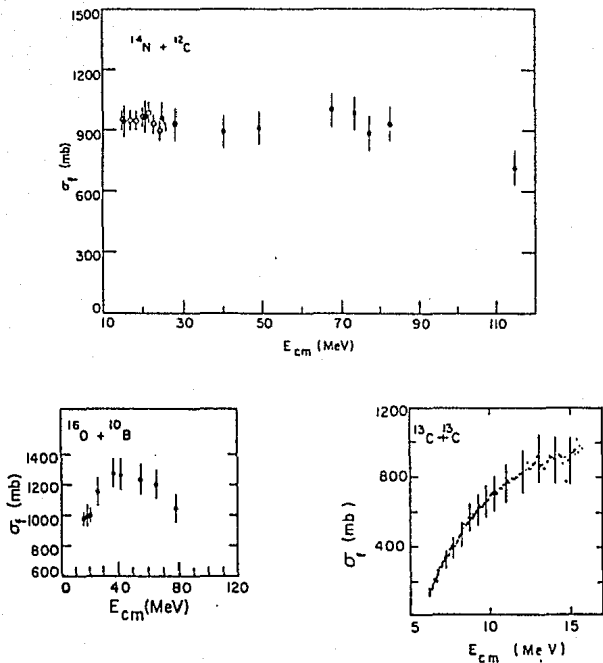 1500
¹⁴N + ¹²C
1200
900
σf (mb)
600
300
0
10 30 50 70 90 110
Ecm (MeV)
¹⁶O + ¹⁰B
1400
1200
1000
800
600
σf (mb)
0 40 80 120
Ecm(MeV)
1200
¹³C+¹³C
800
400
σf (mb)
5 10 15
Ecm (MeV)